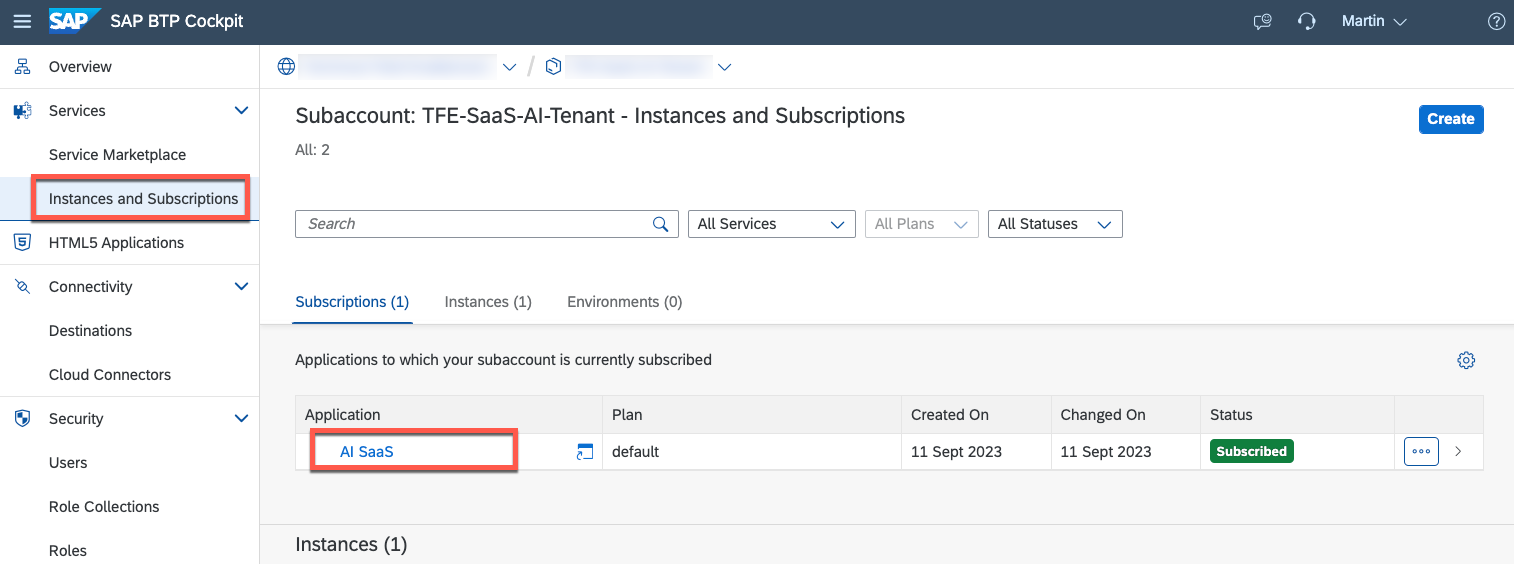 SAP SAP BTP Cockpit Martin
Overview
Services
Service Marketplace
Instances and Subscriptions
HTML5 Applications
Connectivity
Destinations
Cloud Connectors
Security
Users
Role Collections
Roles
/
Subaccount: TFE-SaaS-AI-Tenant - Instances and Subscriptions
Create
All: 2
Search All Services All Plans All Statuses
Subscriptions (1) Instances (1) Environments (0)
Applications to which your subaccount is currently subscribed
Application Plan Created On Changed On Status
AI SaaS default 11 Sept 2023 11 Sept 2023 Subscribed
Instances (1)